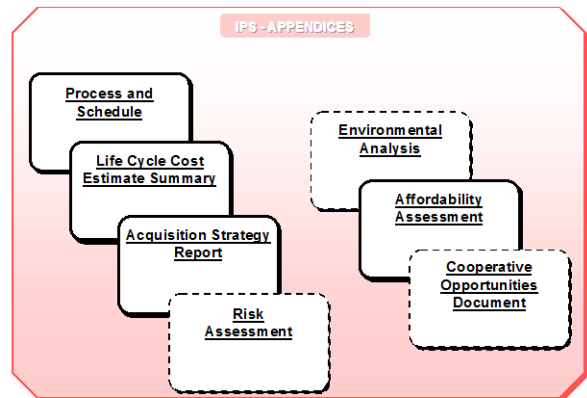 IPS - APPENDICES
Process and
Schedule
Life Cycle Cost
Estimate Summary
Acquisition Strategy
Report
Risk
Assessment
Environmental
Analysis
Affordability
Assessment
Cooperative
Opportunities
Document